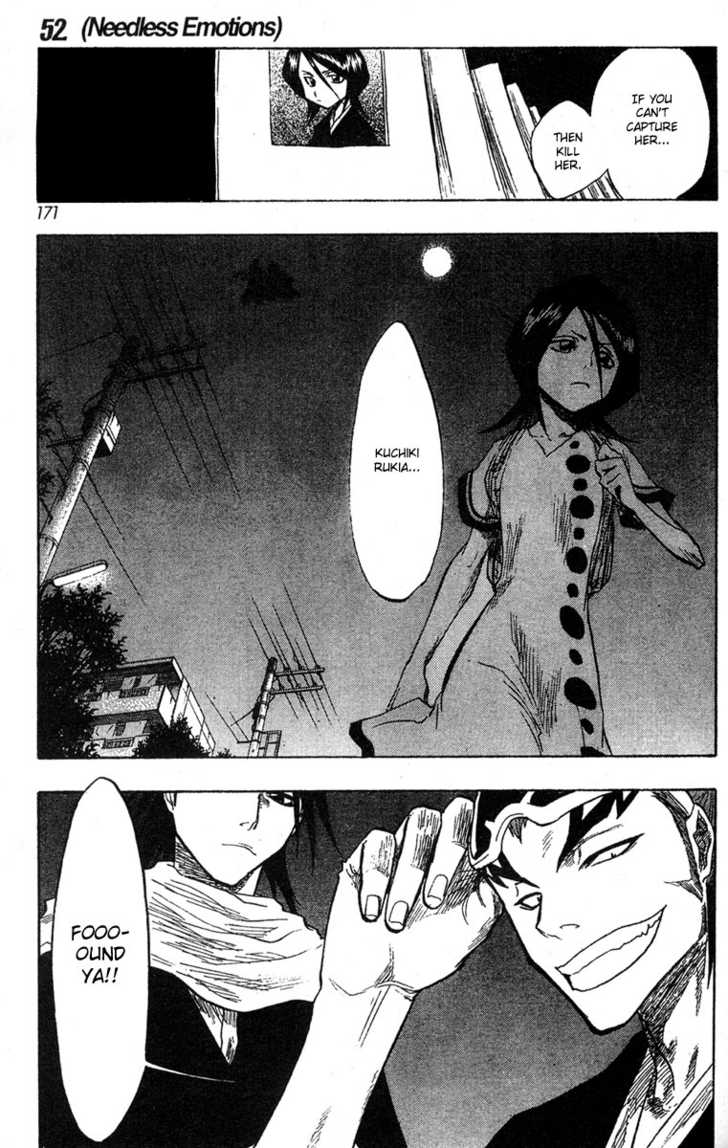 52 (Needless Emotions)
IF YOU
CAN'T
CAPTURE
HER...
THEN
KILL
HER.
171
KUCHIKI
RUKIA...
FOOO-
OUND
YA!!